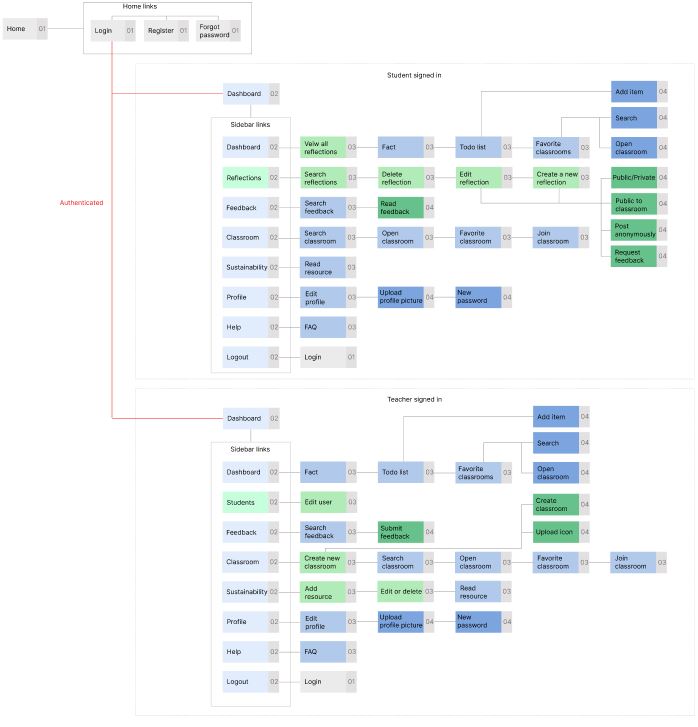 Home links
Home 01
Login 01
Register 01
Forgot
password 01
Authenticated
Student signed in
Dashboard 02
Add item 04
Search 04
Sidebar links
Dashboard 02
Veiw all
reflections 03
Fact 03
Todo list 03
Favorite
classrooms 03
Open
classroom 04
Reflections 02
Search
reflections 03
Delete
reflection 03
Edit
reflection 03
Create a new
reflection 03
Public/Private 04
Feedback 02
Search
feedback 03
Read
feedback 04
Public to
classroom 04
Classroom 02
Search
classroom 03
Open
classroom 03
Favorite
classroom 03
Join
classroom 03
Post
anonymously 04
Request
feedback 04
Sustainability 02
Read
resource 03
Profile 02
Edit
profile 03
Upload
profile picture 04
New
password 04
Help 02
FAQ 03
Logout 02
Login 01
Teacher signed in
Dashboard 02
Add item 04
Search 04
Sidebar links
Dashboard 02
Fact 03
Todo list 03
Favorite
classrooms 03
Open
classroom 04
Students 02
Edit user 03
Create
classroom 04
Feedback 02
Search
feedback 03
Submit
feedback 04
Upload icon 04
Classroom 02
Create new
classroom 03
Search
classroom 03
Open
classroom 03
Favorite
classroom 03
Join
classroom 03
Sustainability 02
Add
resource 03
Edit or delete 03
Read
resource 03
Profile 02
Edit
profile 03
Upload
profile picture 04
New
password 04
Help 02
FAQ 03
Logout 02
Login 01